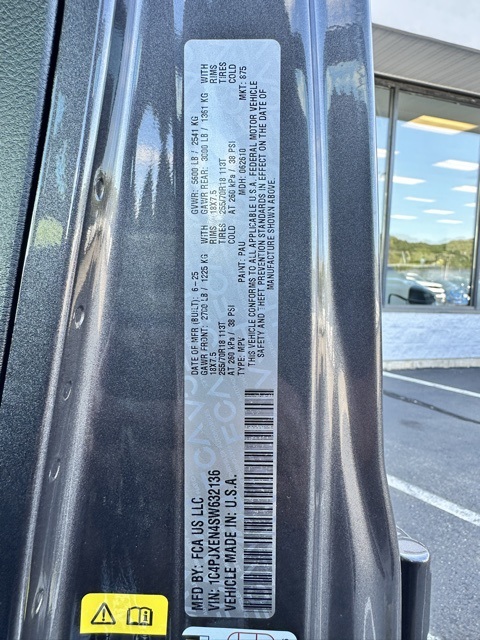 MFD BY: FCA US LLC
VIN: 1C4PJXEN4SW632136
VEHICLE MADE IN: U.S.A.
DATE OF MFR (BUILT): 6-25 GVWR: 5600 LB / 2541 KG
GAWR FRONT: 2700 LB / 1225 KG WITH GAWR REAR: 3000 LB / 1361 KG WITH
18X7.5 RIMS 18X7.5 RIMS
255/70R18 113T TIRES 255/70R18 113T TIRES
AT 260 kPa / 38 PSI COLD AT 260 kPa / 38 PSI COLD
TYPE: MPV PAINT: PAU MDH: 062610 MKT: 875
THIS VEHICLE CONFORMS TO ALL APPLICABLE U.S.A. FEDERAL MOTOR VEHICLE
SAFETY AND THEFT PREVENTION STANDARDS IN EFFECT ON THE DATE OF
MANUFACTURE SHOWN ABOVE.